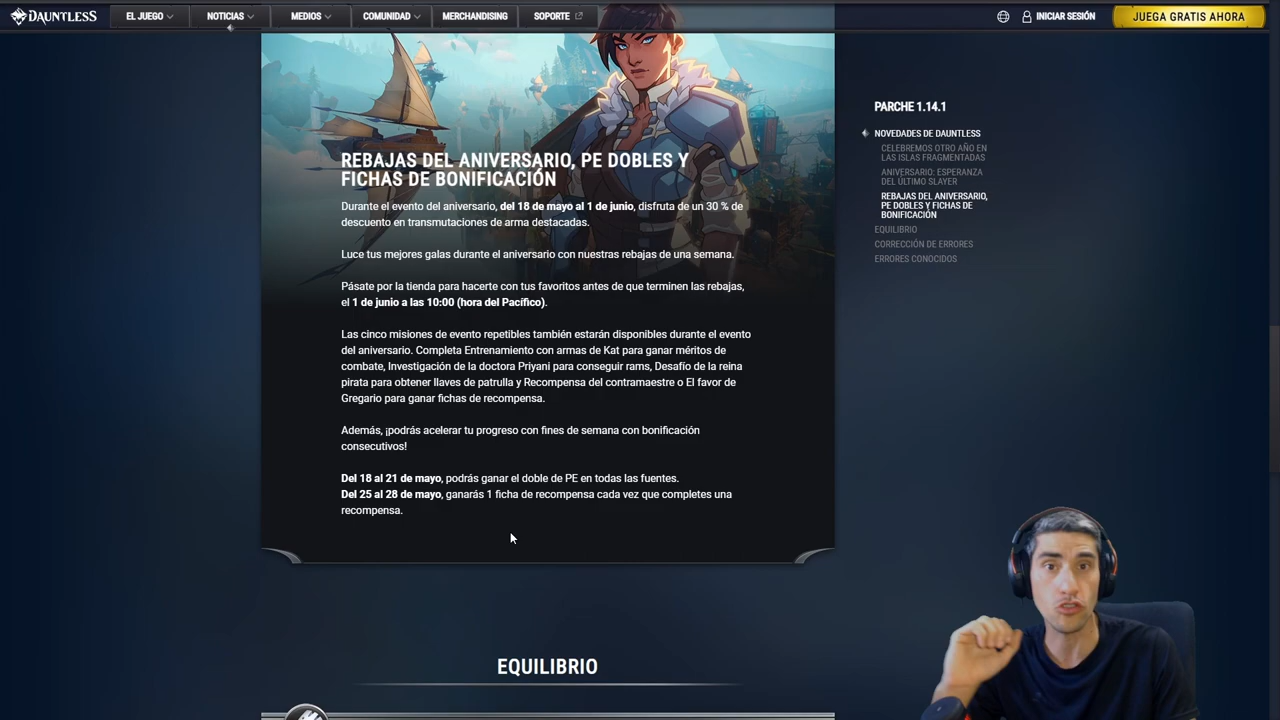 DAUNTLESS
EL JUEGO
NOTICIAS
MEDIOS
COMUNIDAD
MERCHANDISING
SOPORTE
INICIAR SESIÓN
JUEGA GRATIS AHORA
REBAJAS DEL ANIVERSARIO, PE DOBLES Y
FICHAS DE BONIFICACIÓN
Durante el evento del aniversario, del 18 de mayo al 1 de junio, disfruta de un 30 % de
descuento en transmutaciones de arma destacadas.
Luce tus mejores galas durante el aniversario con nuestras rebajas de una semana.
Pásate por la tienda para hacerte con tus favoritos antes de que terminen las rebajas,
el 1 de junio a las 10:00 (hora del Pacífico).
Las cinco misiones de evento repetibles también estarán disponibles durante el evento
del aniversario. Completa Entrenamiento con armas de Kat para ganar méritos de
combate, Investigación de la doctora Priyani para conseguir rams, Desafío de la reina
pirata para obtener llaves de patrulla y Recompensa del contramaestre o El favor de
Gregario para ganar fichas de recompensa.
Además, ¡podrás acelerar tu progreso con fines de semana con bonificación
consecutivos!
Del 18 al 21 de mayo, podrás ganar el doble de PE en todas las fuentes.
Del 25 al 28 de mayo, ganarás 1 ficha de recompensa cada vez que completes una
recompensa.
EQUILIBRIO
PARCHE 1.14.1
NOVEDADES DE DAUNTLESS
CELEBREMOS OTRO AÑO EN
LAS ISLAS FRAGMENTADAS
ANIVERSARIO: ESPERANZA
DEL ÚLTIMO SLAYER
REBAJAS DEL ANIVERSARIO,
PE DOBLES Y FICHAS DE
BONIFICACIÓN
EQUILIBRIO
CORRECCIÓN DE ERRORES
ERRORES CONOCIDOS